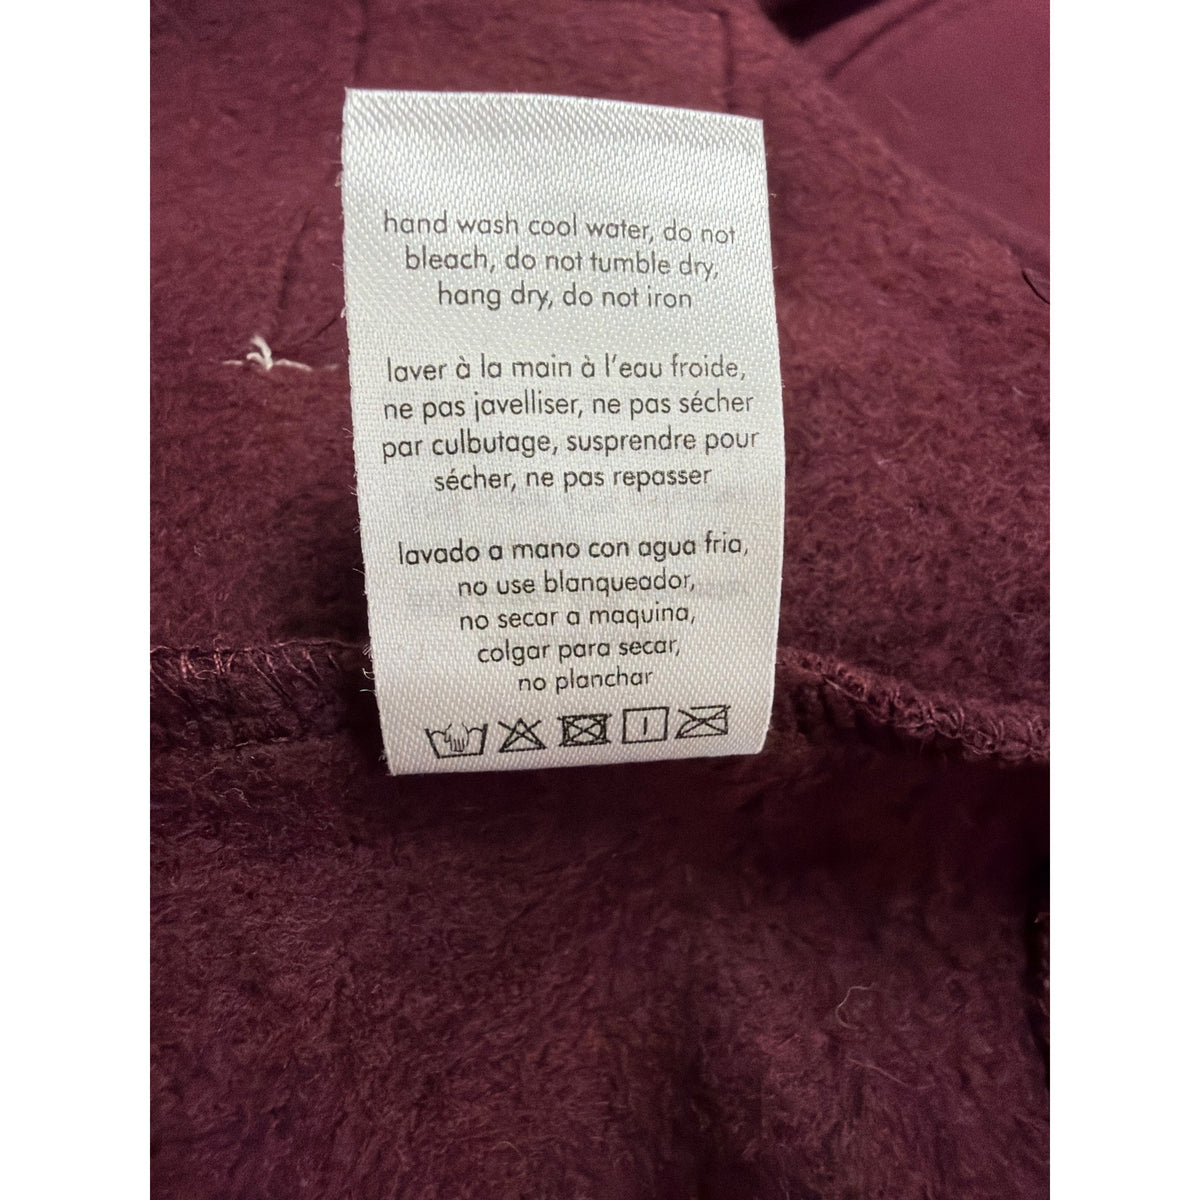 hand wash cool water, do not
bleach, do not tumble dry,
hang dry, do not iron
laver à la main à l'eau froide,
ne pas javelliser, ne pas sécher
par culbutage, susprendre pour
sécher, ne pas repasser
lavado a mano con agua fria,
no use blanqueador,
no secar a maquina,
colgar para secar,
no planchar